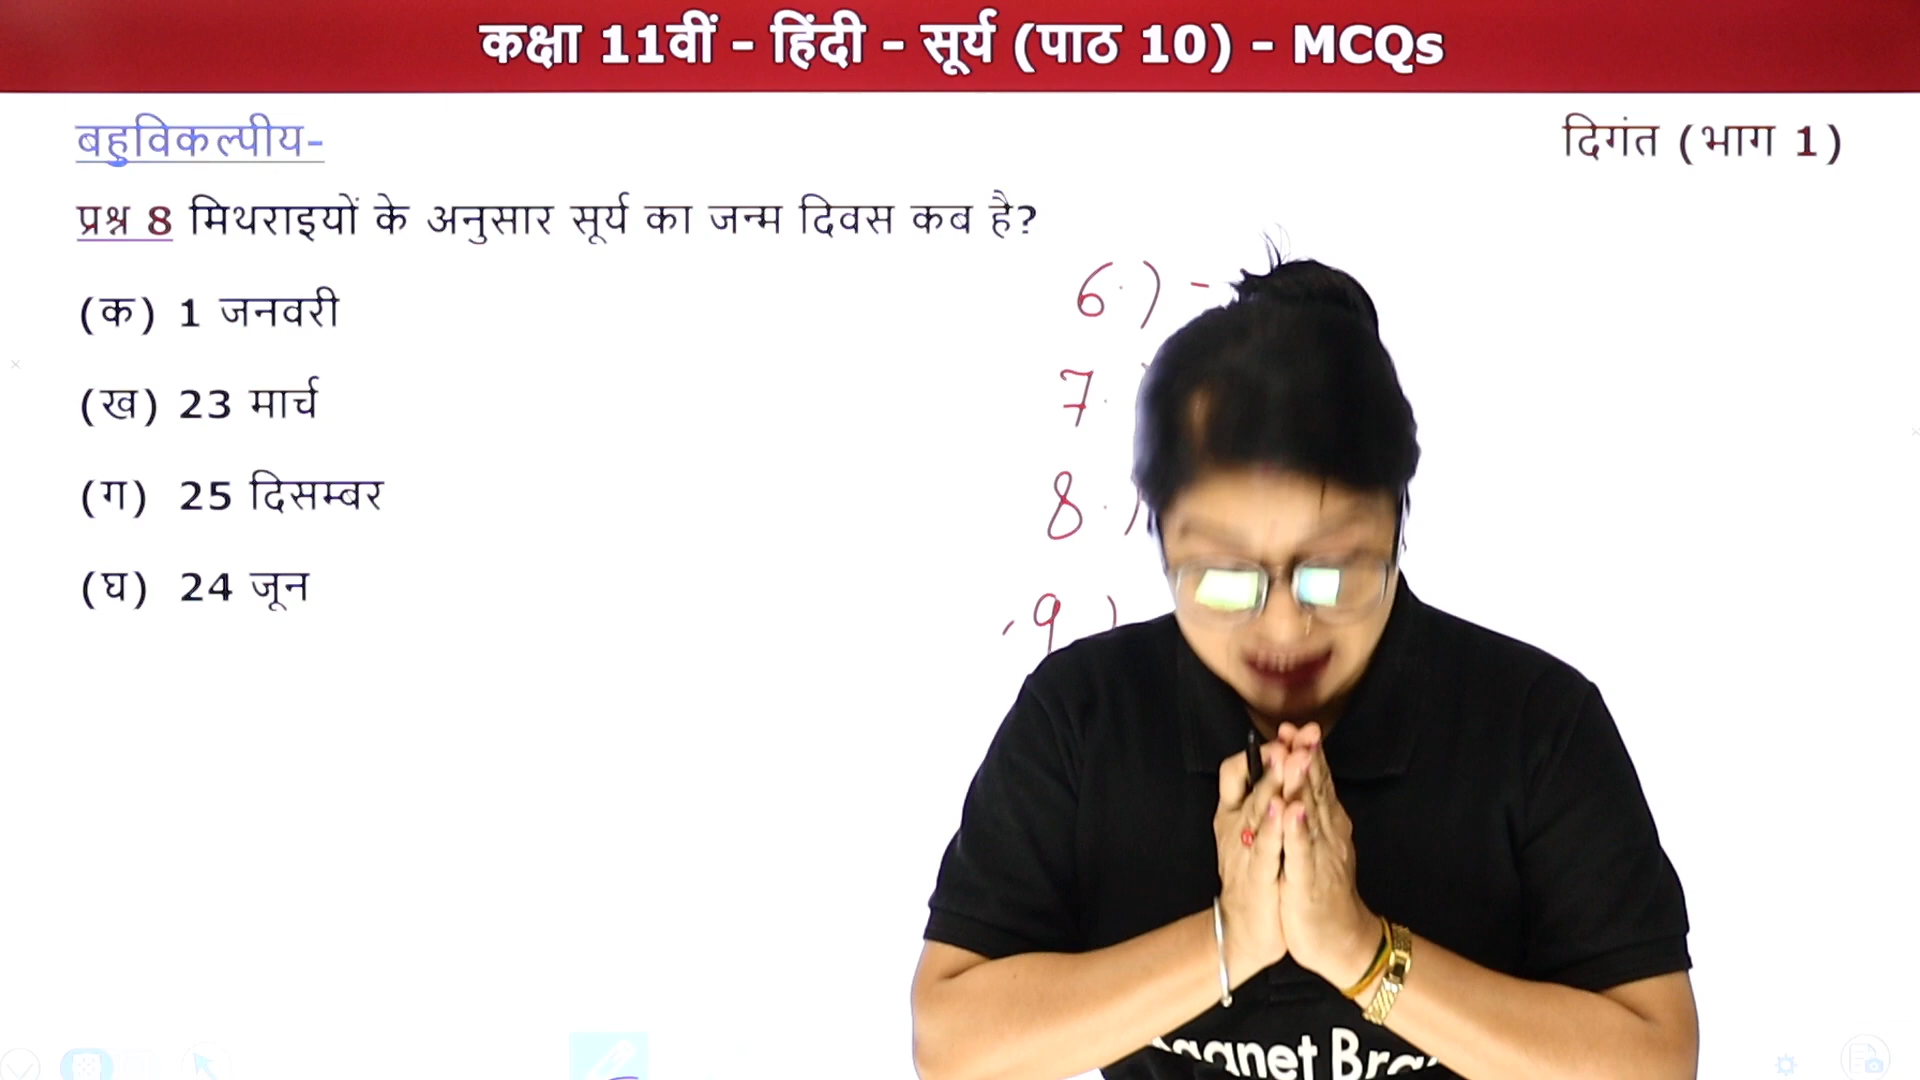 कक्षा 11वीं - हिंदी - सूर्य (पाठ 10) - MCQs
बहुविकल्पीय-
दिगंत (भाग 1)
प्रश्न 8 मिथराइयों के अनुसार सूर्य का जन्म दिवस कब है?
(क) 1 जनवरी
(ख) 23 मार्च
(ग) 25 दिसम्बर
(घ) 24 जून
6.) -
7.
8.)
9)